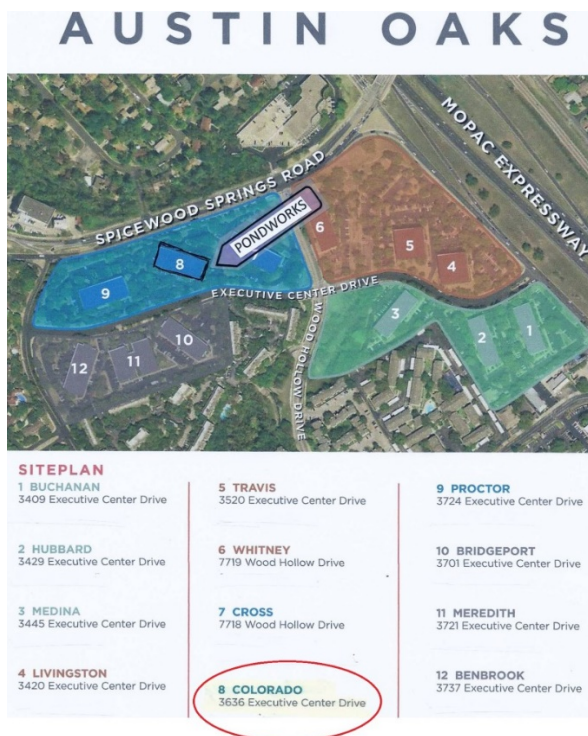 AUSTIN OAKS
MOPAC EXPRESSWAY
SPICEWOOD SPRINGS ROAD
PONDWORKS
6
5
4
8
9
EXECUTIVE CENTER DRIVE
3
2
1
10
11
12
WOOD HOLLOW DRIVE
SITEPLAN
1 BUCHANAN
3409 Executive Center Drive
2 HUBBARD
3429 Executive Center Drive
3 MEDINA
3445 Executive Center Drive
4 LIVINGSTON
3420 Executive Center Drive
5 TRAVIS
3520 Executive Center Drive
6 WHITNEY
7719 Wood Hollow Drive
7 CROSS
7718 Wood Hollow Drive
8 COLORADO
3636 Executive Center Drive
9 PROCTOR
3724 Executive Center Drive
10 BRIDGEPORT
3701 Executive Center Drive
11 MEREDITH
3721 Executive Center Drive
12 BENBROOK
3737 Executive Center Drive